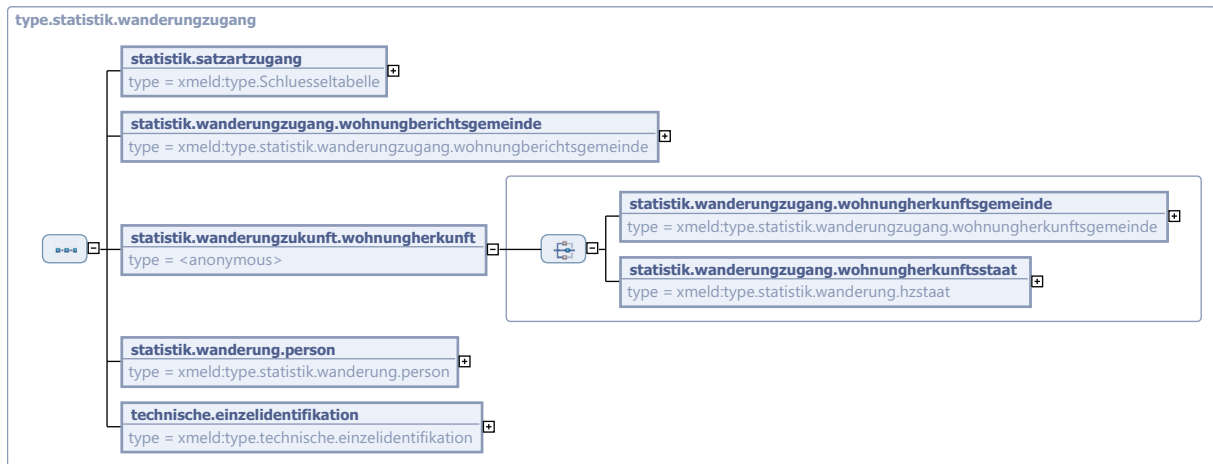 type.statistik.wanderungzugang
statistik.satzartzugang
type = xmeld:type.Schluesseltabelle
statistik.wanderungzugang.wohnungberichtsgemeinde
type = xmeld:type.statistik.wanderungzugang.wohnungberichtsgemeinde
statistik.wanderungzukunft.wohnungherkunft
type = <anonymous>
statistik.wanderungzugang.wohnungherkunftsgemeinde
type = xmeld:type.statistik.wanderungzugang.wohnungherkunftsgemeinde
statistik.wanderungzugang.wohnungherkunftsstaat
type = xmeld:type.statistik.wanderung.hzstaat
statistik.wanderung.person
type = xmeld:type.statistik.wanderung.person
technische.einzelidentifikation
type = xmeld:type.technische.einzelidentifikation